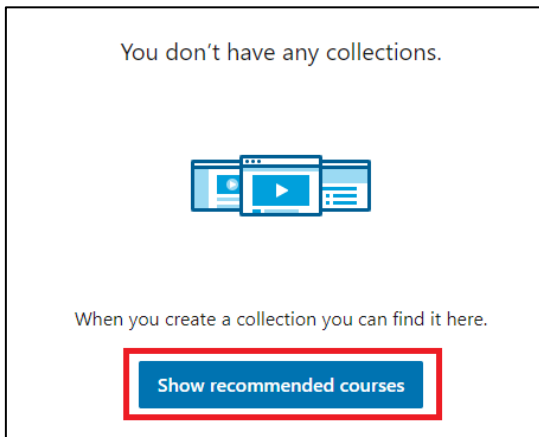 You don’t have any collections.
When you create a collection you can find it here.
Show recommended courses